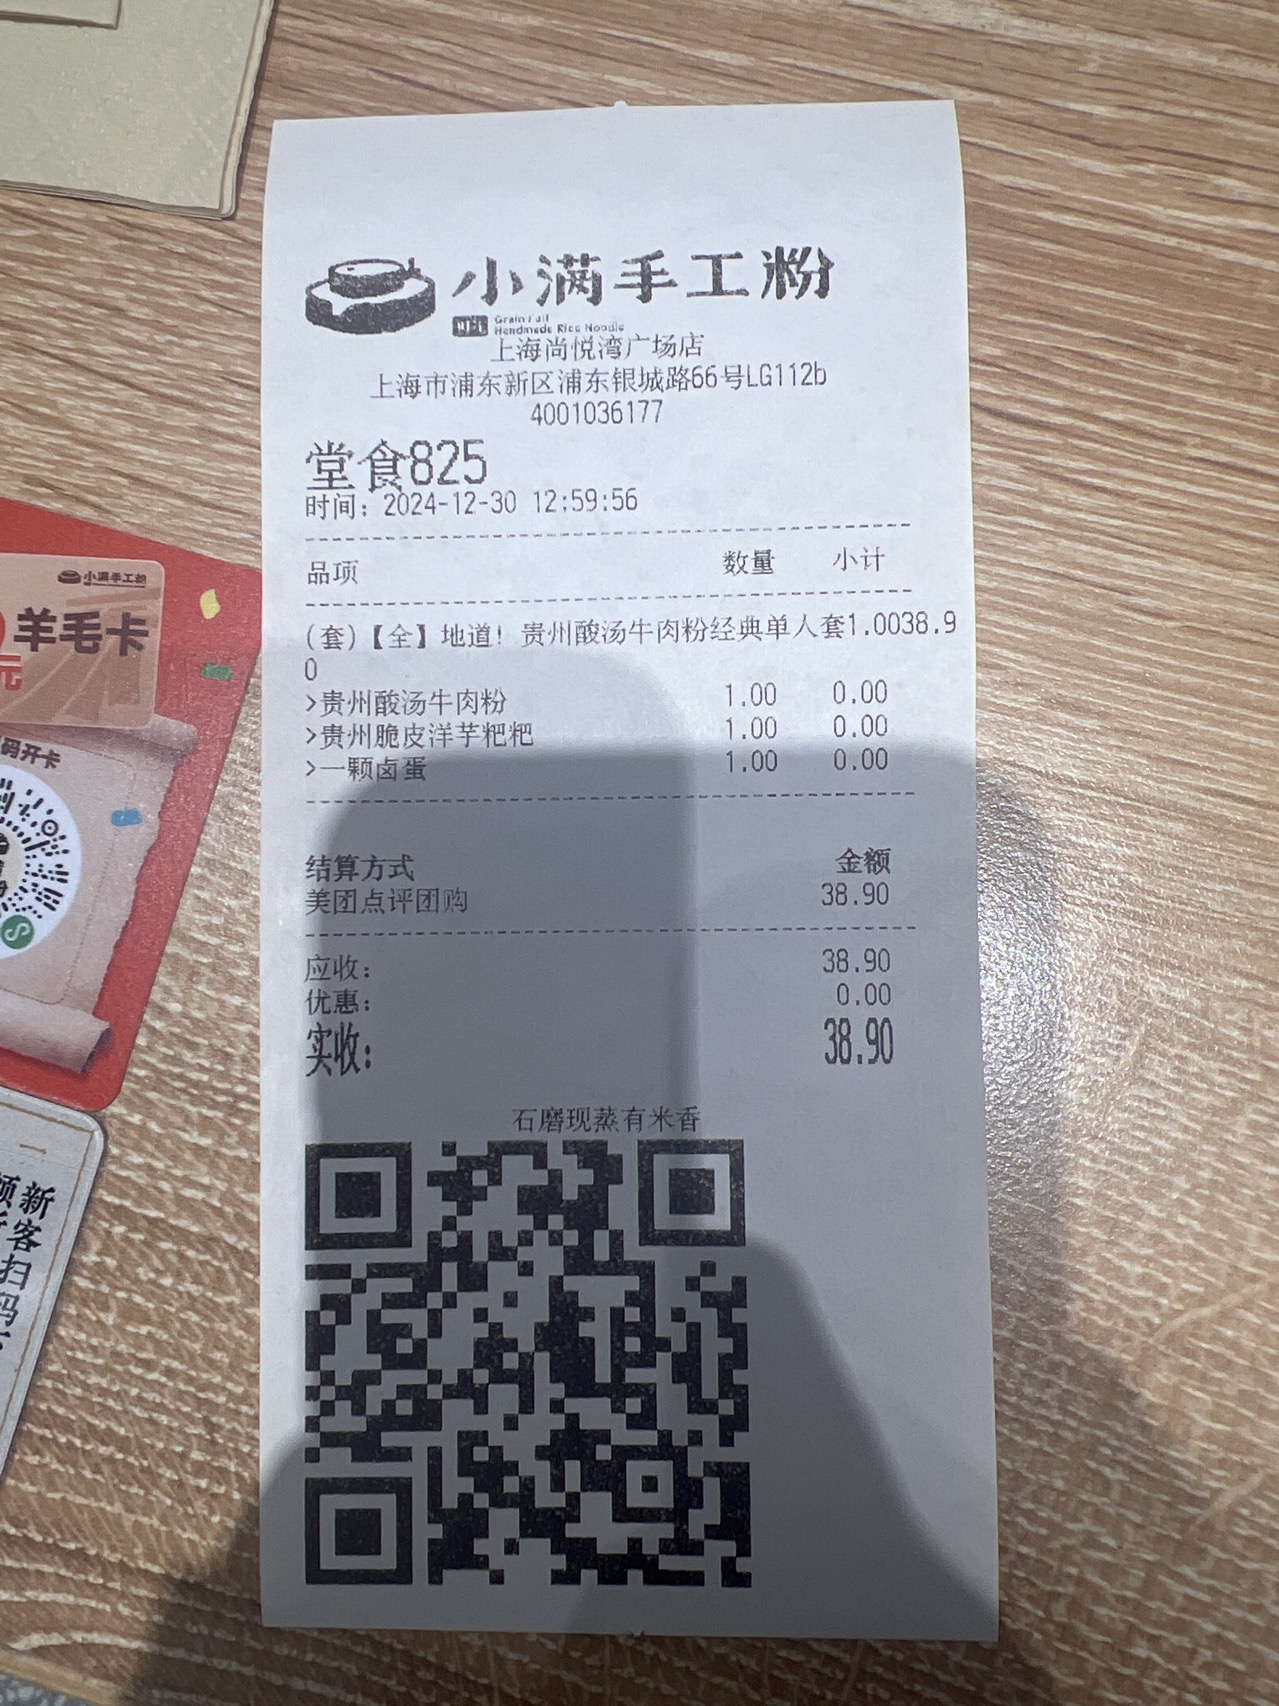 小满手工粉
Grain Full
Handmade Rice Noodle
上海尚悦湾广场店
上海市浦东新区浦东银城路66号LG112b
4001036177
堂食825
时间：2024-12-30 12:59:56
品项 数量 小计
(套)【全】地道！贵州酸汤牛肉粉经典单人套1.0038.9
0
>贵州酸汤牛肉粉 1.00 0.00
>贵州脆皮洋芋粑粑 1.00 0.00
>一颗卤蛋 1.00 0.00
结算方式 金额
美团点评团购 38.90
应收： 38.90
优惠： 0.00
实收： 38.90
石磨现蒸有米香
小满手工粉
羊毛卡
元
码开卡
新
客
扫
码